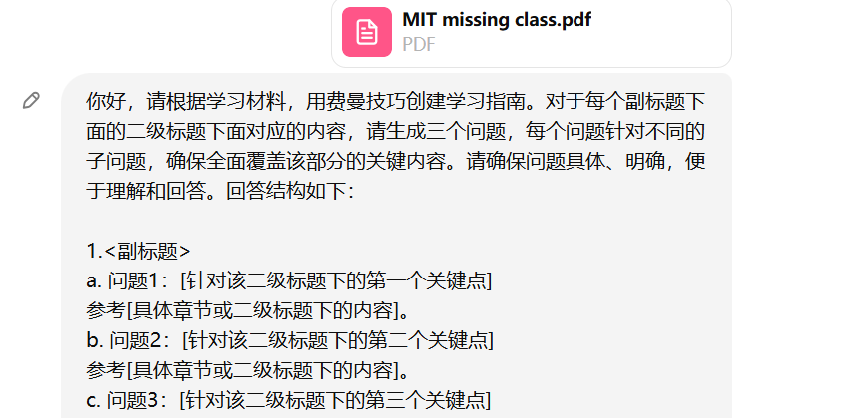 MIT missing class.pdf
PDF
你好，请根据学习材料，用费曼技巧创建学习指南。对于每个副标题下
面的二级标题下面对应的内容，请生成三个问题，每个问题针对不同的
子问题，确保全面覆盖该部分的关键内容。请确保问题具体、明确，便
于理解和回答。回答结构如下：
1.<副标题>
a. 问题1：[针对该二级标题下的第一个关键点]
参考[具体章节或二级标题下的内容]。
b. 问题2：[针对该二级标题下的第二个关键点]
参考[具体章节或二级标题下的内容]。
c. 问题3：[针对该二级标题下的第三个关键点]